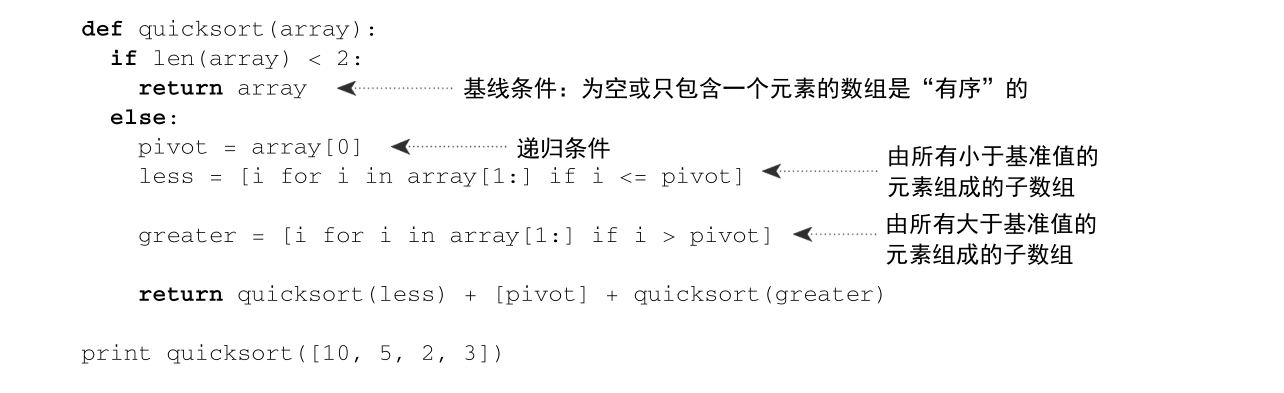 def quicksort(array):
  if len(array) < 2:
    return array
基线条件：为空或只包含一个元素的数组是“有序”的
  else:
    pivot = array[0]
递归条件
    less = [i for i in array[1:] if i <= pivot]
由所有小于基准值的
元素组成的子数组
    greater = [i for i in array[1:] if i > pivot]
由所有大于基准值的
元素组成的子数组
    return quicksort(less) + [pivot] + quicksort(greater)
print quicksort([10, 5, 2, 3])